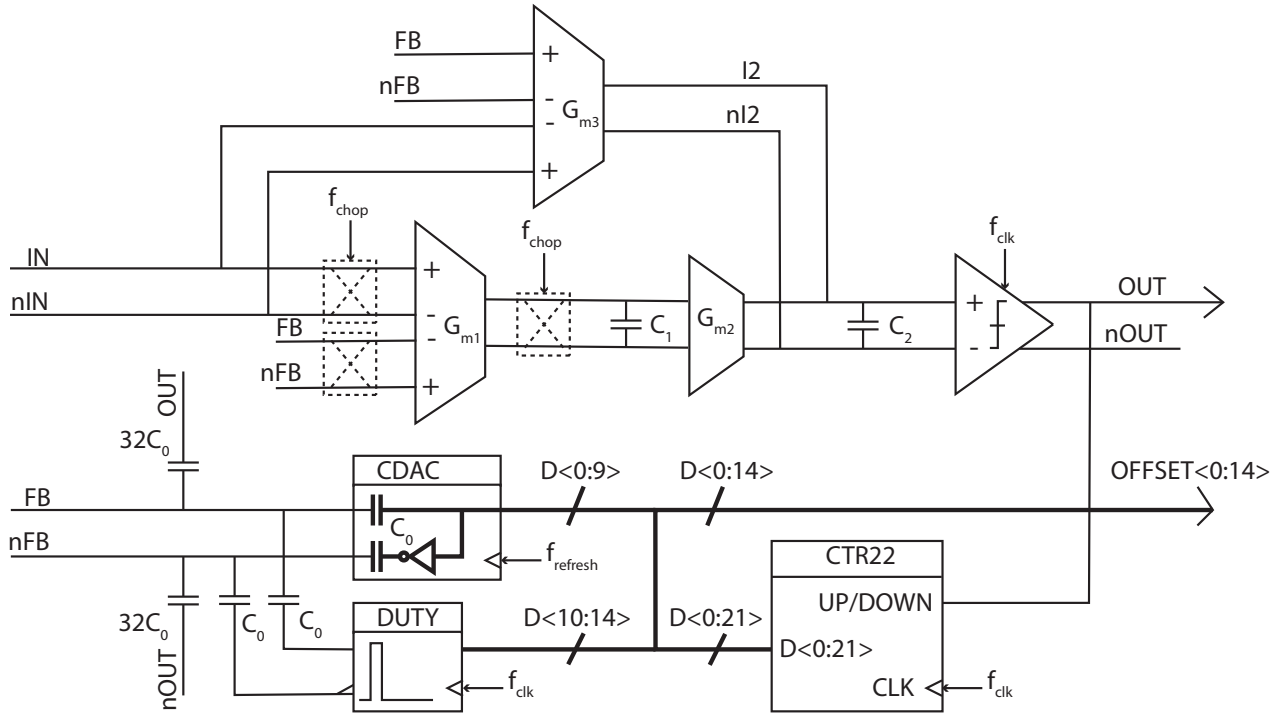 FB
+
I2
nFB
-
G_m3
-
nI2
+
f_chop
f_chop
f_clk
IN
+
nIN
-
G_m1
FB
-
nFB
+
C_1
G_m2
+
-
C_2
OUT
nOUT
OUT
32C_0
CDAC
D<0:9>
D<0:14>
OFFSET<0:14>
FB
C_0
nFB
f_refresh
CTR22
UP/DOWN
32C_0
C_0
C_0
DUTY
D<10:14>
D<0:21>
D<0:21>
nOUT
f_clk
CLK
f_clk